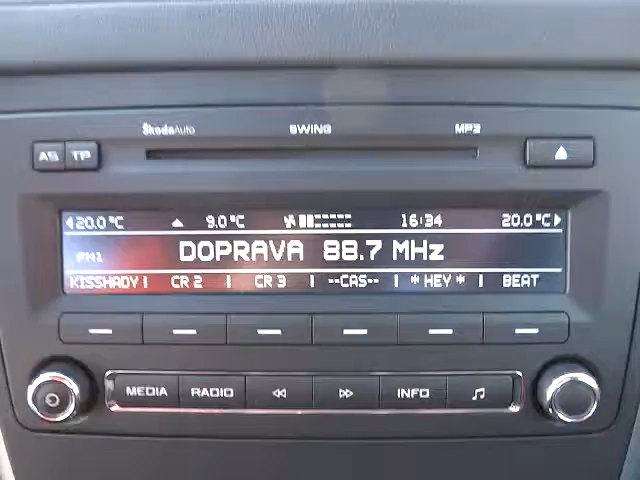 ŠkodaAuto SWING MP3
AS TP
20.0°C 9.0°C 16:34 20.0°C
FM1 DOPRAVA 88.7 MHz
KISSHADY CR 2 CR 3 --CAS-- *HEY* BEAT
MEDIA RADIO INFO